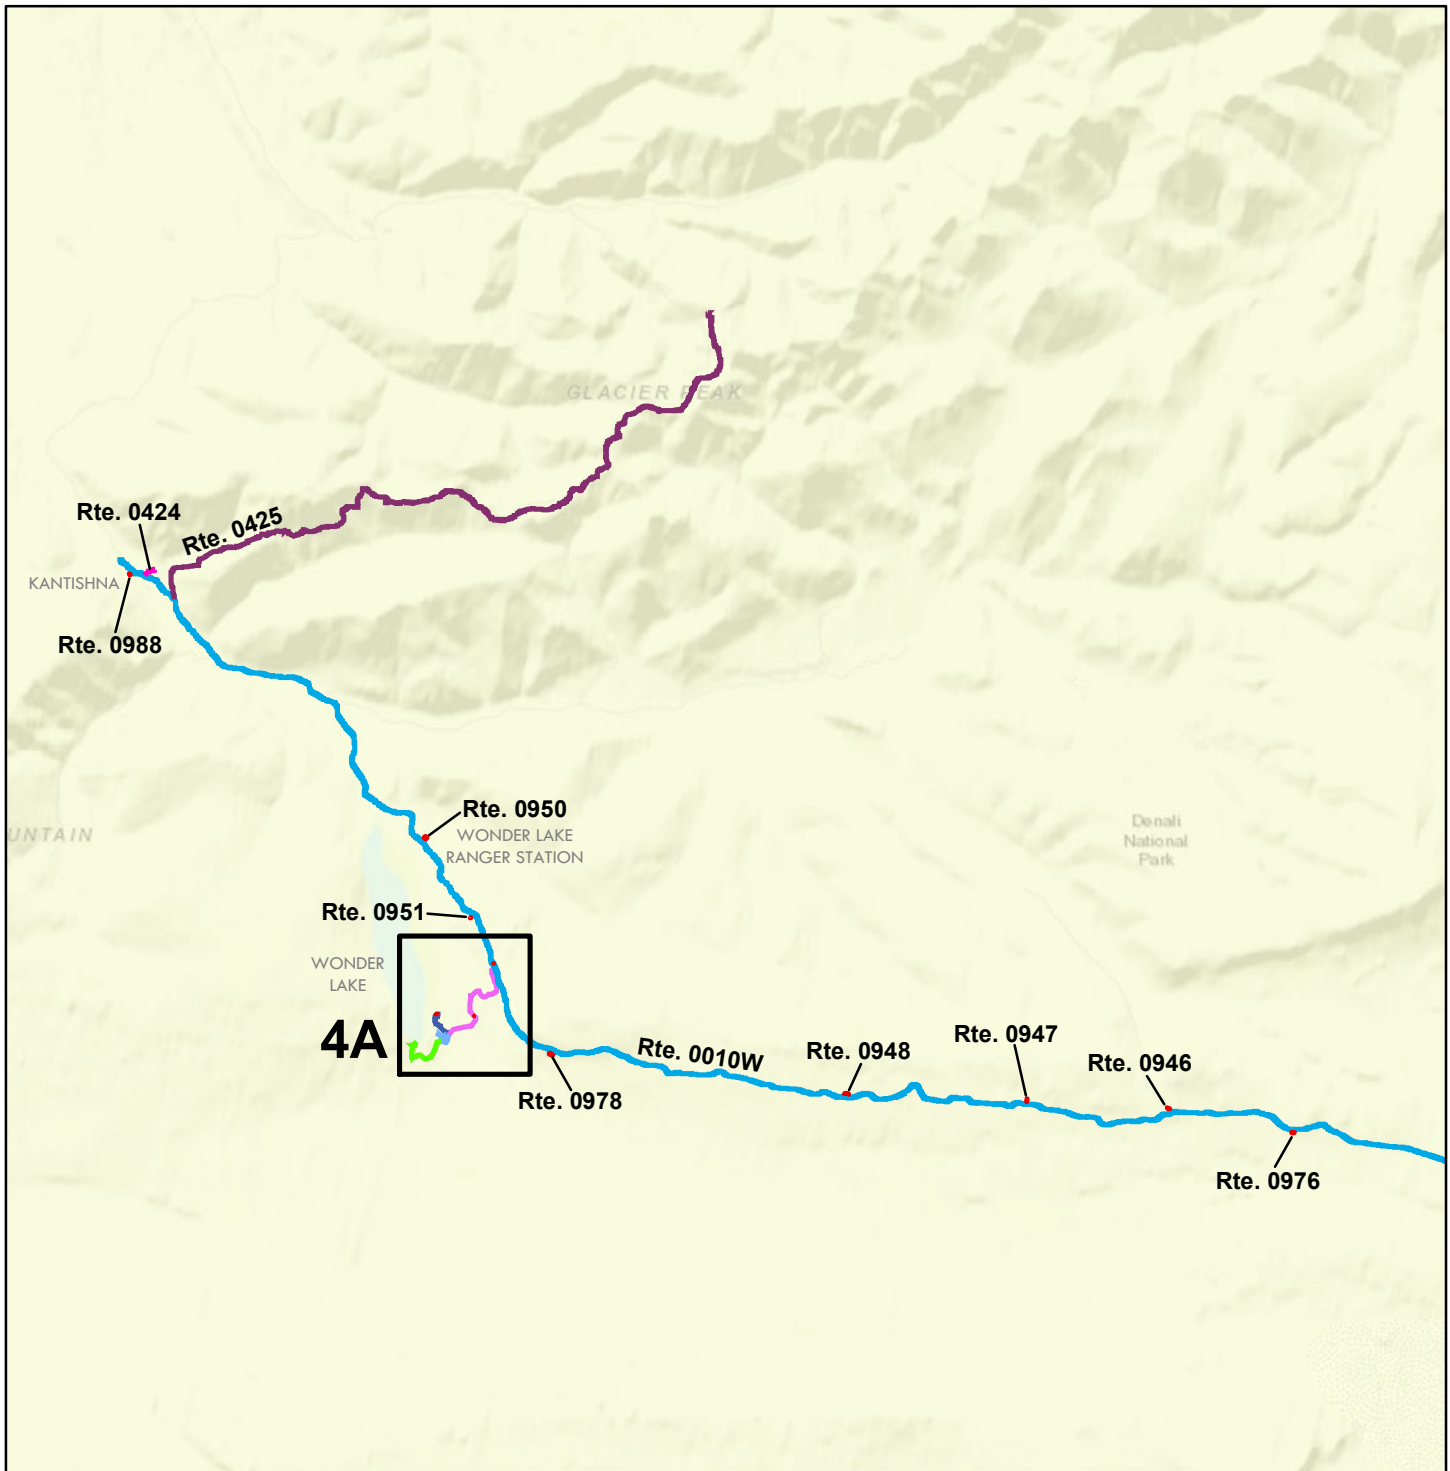 GLACIER PEAK
Rte. 0424
Rte. 0425
KANTISHNA
Rte. 0988
Rte. 0950
WONDER LAKE
RANGER STATION
UNTAIN
Denali
National
Park
Rte. 0951
WONDER
LAKE
4A
Rte. 0010W
Rte. 0948
Rte. 0947
Rte. 0946
Rte. 0978
Rte. 0976